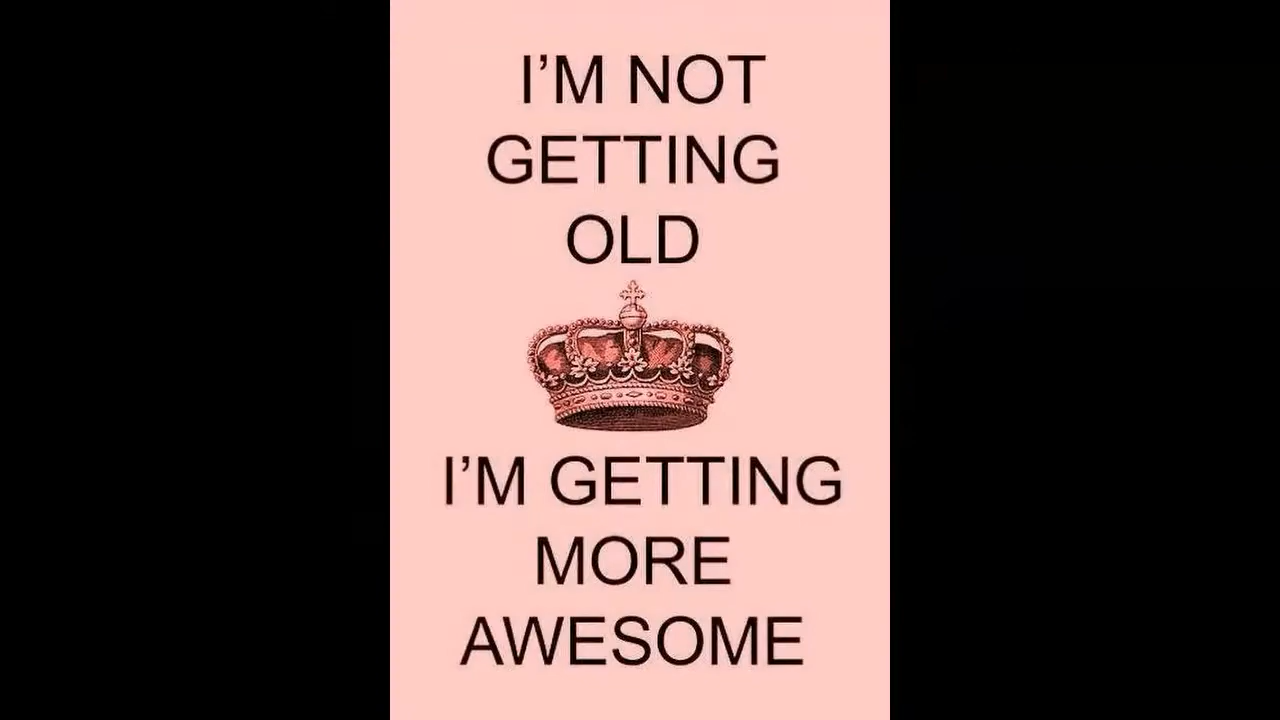 I’M NOT
GETTING
OLD
I’M GETTING
MORE
AWESOME